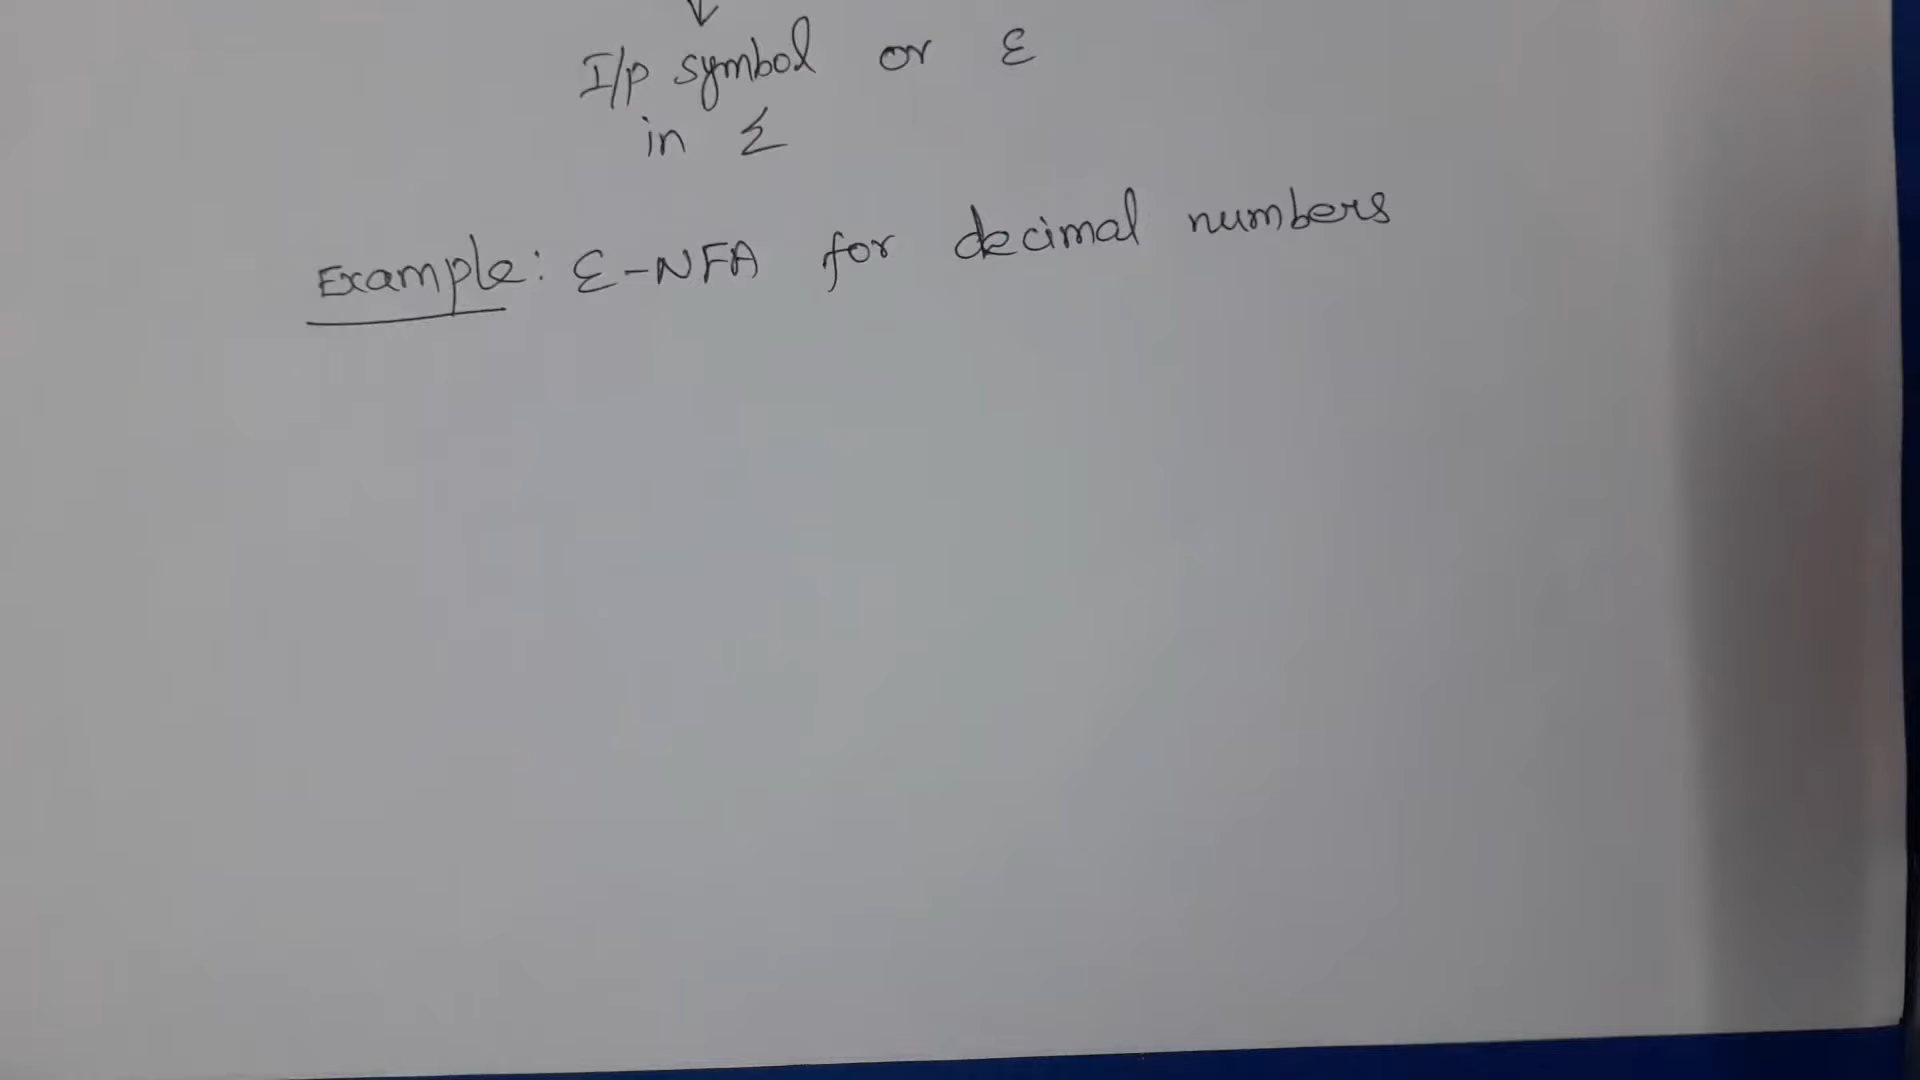 I/p symbol or ε
in Σ
Example: ε-NFA for decimal numbers